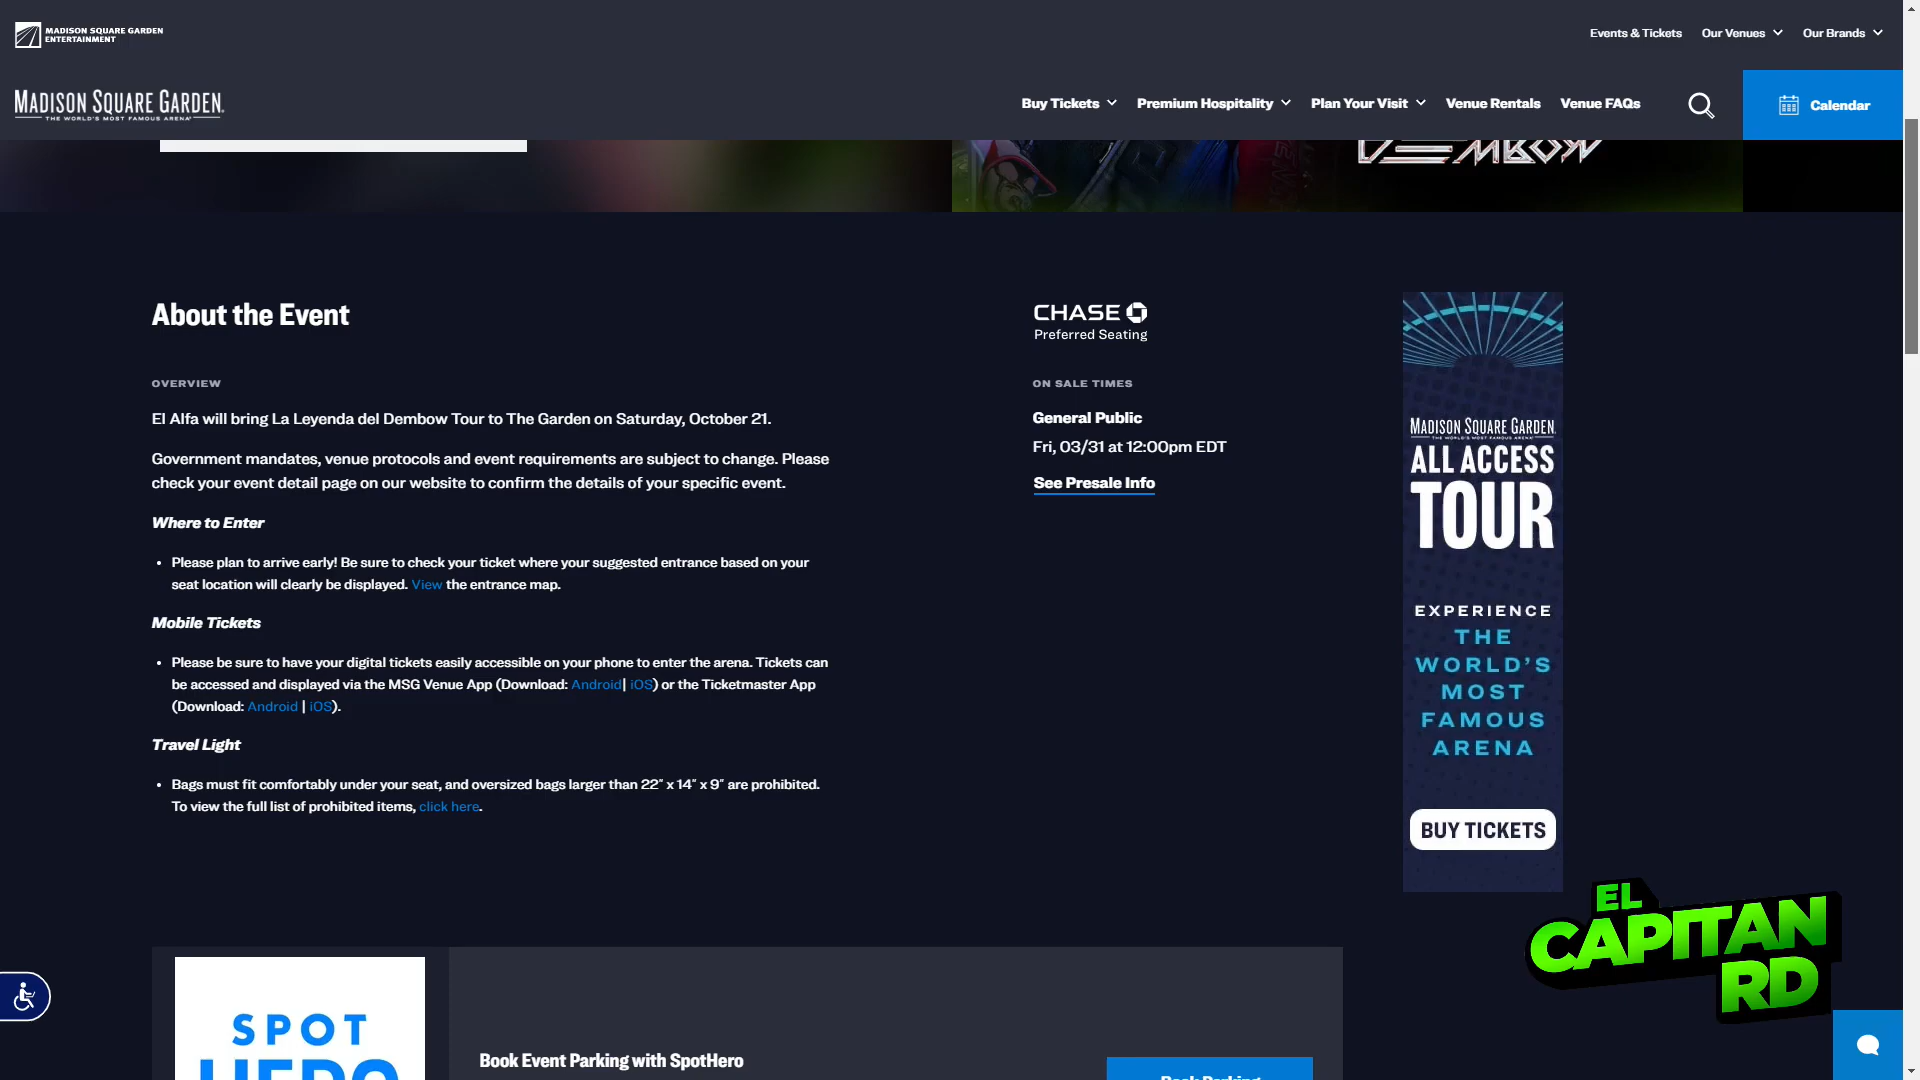 MADISON SQUARE GARDEN
ENTERTAINMENT
Events & Tickets
Our Venues
Our Brands
MADISON SQUARE GARDEN.
THE WORLD'S MOST FAMOUS ARENA
Buy Tickets
Premium Hospitality
Plan Your Visit
Venue Rentals
Venue FAQs
Calendar
DEMBOW
About the Event
OVERVIEW
El Alfa will bring La Leyenda del Dembow Tour to The Garden on Saturday, October 21.
Government mandates, venue protocols and event requirements are subject to change. Please
check your event detail page on our website to confirm the details of your specific event.
Where to Enter
• Please plan to arrive early! Be sure to check your ticket where your suggested entrance based on your
seat location will clearly be displayed. View the entrance map.
Mobile Tickets
• Please be sure to have your digital tickets easily accessible on your phone to enter the arena. Tickets can
be accessed and displayed via the MSG Venue App (Download: Android| iOS) or the Ticketmaster App
(Download: Android | iOS).
Travel Light
• Bags must fit comfortably under your seat, and oversized bags larger than 22″ x 14″ x 9″ are prohibited.
To view the full list of prohibited items, click here.
CHASE
Preferred Seating
ON SALE TIMES
General Public
Fri, 03/31 at 12:00pm EDT
See Presale Info
MADISON SQUARE GARDEN.
THE WORLD'S MOST FAMOUS ARENA
ALL ACCESS
TOUR
EXPERIENCE
THE
WORLD'S
MOST
FAMOUS
ARENA
BUY TICKETS
EL
CAPITAN
RD
SPOT
HERO
Book Event Parking with SpotHero
Book Parking